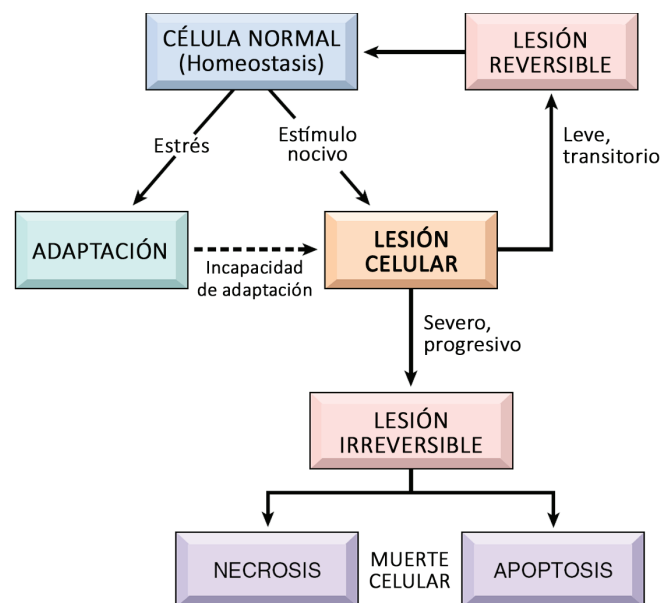 CÉLULA NORMAL
(Homeostasis)
LESIÓN
REVERSIBLE
Estrés
Estímulo
nocivo
Leve,
transitorio
ADAPTACIÓN
Incapacidad
de adaptación
LESIÓN
CELULAR
Severo,
progresivo
LESIÓN
IRREVERSIBLE
NECROSIS
MUERTE
CELULAR
APOPTOSIS